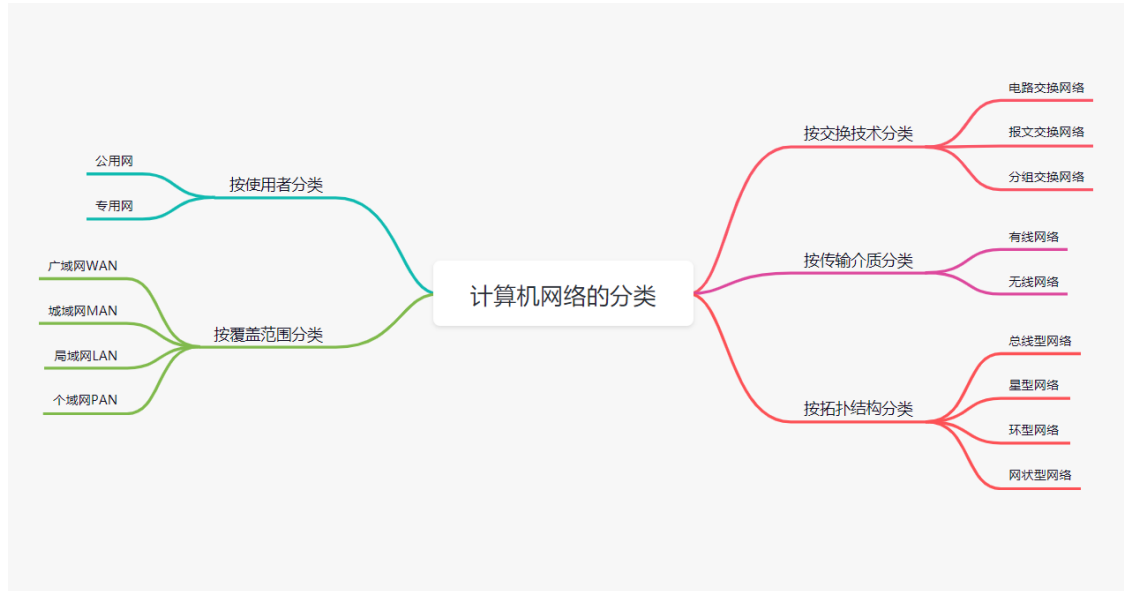 计算机网络的分类
按交换技术分类
电路交换网络
报文交换网络
分组交换网络
按传输介质分类
有线网络
无线网络
按拓扑结构分类
总线型网络
星型网络
环型网络
网状型网络
按使用者分类
公用网
专用网
按覆盖范围分类
广域网WAN
城域网MAN
局域网LAN
个域网PAN